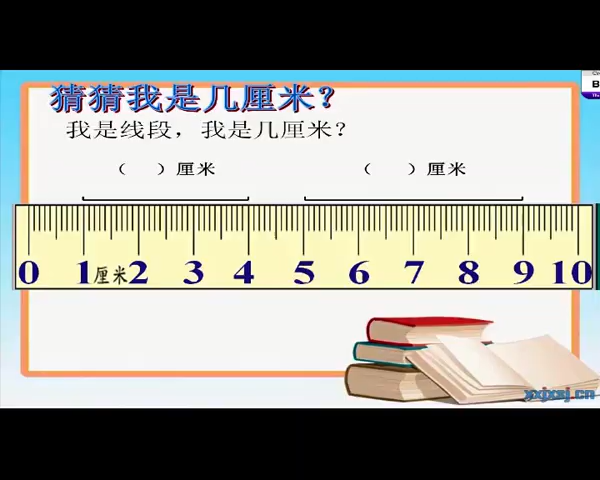 猜猜我是几厘米？
我是线段，我是几厘米？
（　）厘米　（　）厘米
0 1厘米 2 3 4 5 6 7 8 9 10
yxjxsj.cn